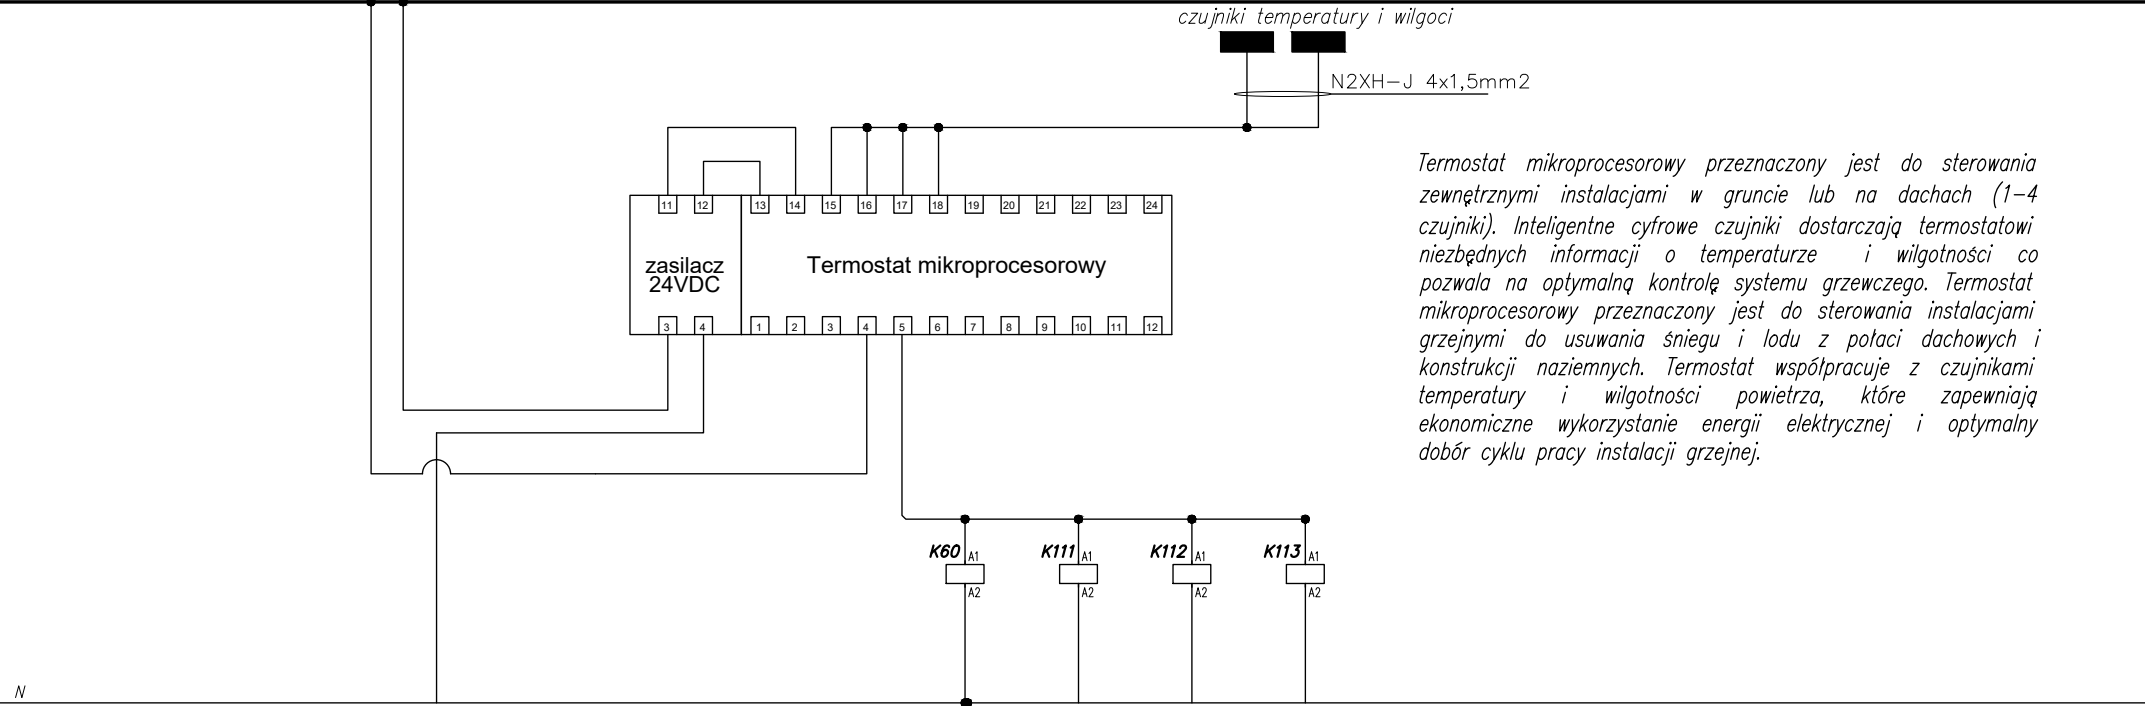 czujniki temperatury i wilgoci
N2XH-J 4x1,5mm2
Termostat mikroprocesorowy przeznaczony jest do sterowania
zewnętrznymi instalacjami w gruncie lub na dachach (1-4
czujniki). Inteligentne cyfrowe czujniki dostarczają termostatowi
niezbędnych informacji o temperaturze i wilgotności co
pozwala na optymalną kontrolę systemu grzewczego. Termostat
mikroprocesorowy przeznaczony jest do sterowania instalacjami
grzejnymi do usuwania śniegu i lodu z połaci dachowych i
konstrukcji naziemnych. Termostat współpracuje z czujnikami
temperatury i wilgotności powietrza, które zapewniają
ekonomiczne wykorzystanie energii elektrycznej i optymalny
dobór cyklu pracy instalacji grzejnej.
11 12 13 14 15 16 17 18 19 20 21 22 23 24
zasilacz
24VDC
Termostat mikroprocesorowy
3 4 1 2 3 4 5 6 7 8 9 10 11 12
K60 A1 K111 A1 K112 A1 K113 A1
A2 A2 A2 A2
N